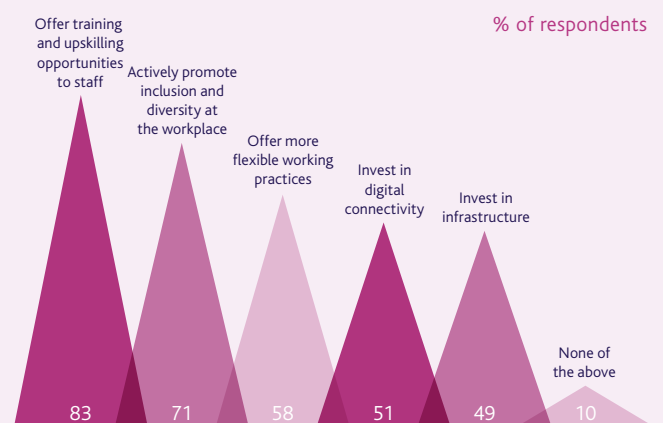 % of respondents
Offer training
and upskilling
opportunities
to staff
Actively promote
inclusion and
diversity at
the workplace
Offer more
flexible working
practices
Invest in
digital
connectivity
Invest in
infrastructure
None of
the above
83
71
58
51
49
10